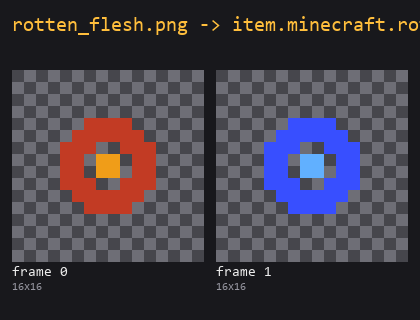 rotten_flesh.png -> item.minecraft.ro
frame 0
frame 1
16x16
16x16